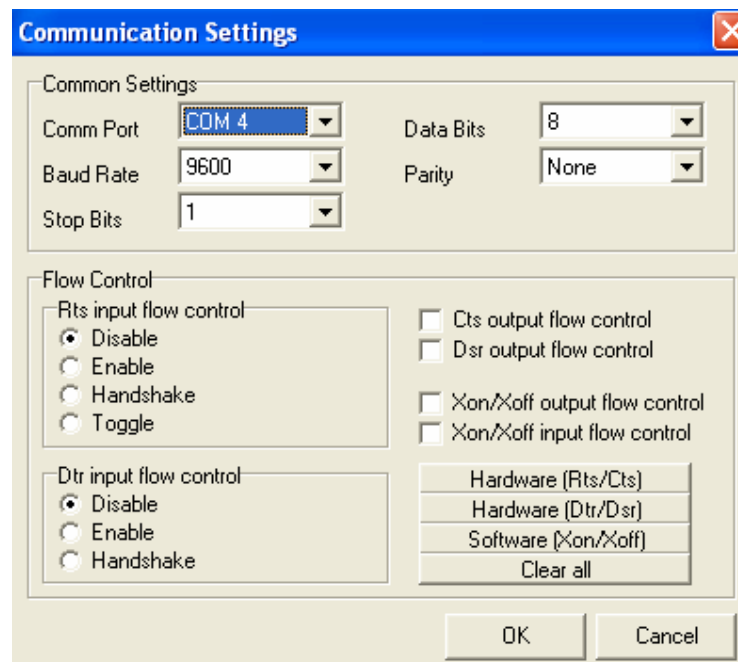 Communication Settings
Common Settings
Comm Port COM 4 Data Bits 8
Baud Rate 9600 Parity None
Stop Bits 1
Flow Control
Rts input flow control
Disable
Enable
Handshake
Toggle
Cts output flow control
Dsr output flow control
Xon/Xoff output flow control
Xon/Xoff input flow control
Dtr input flow control
Disable
Enable
Handshake
Hardware (Rts/Cts)
Hardware (Dtr/Dsr)
Software (Xon/Xoff)
Clear all
OK Cancel